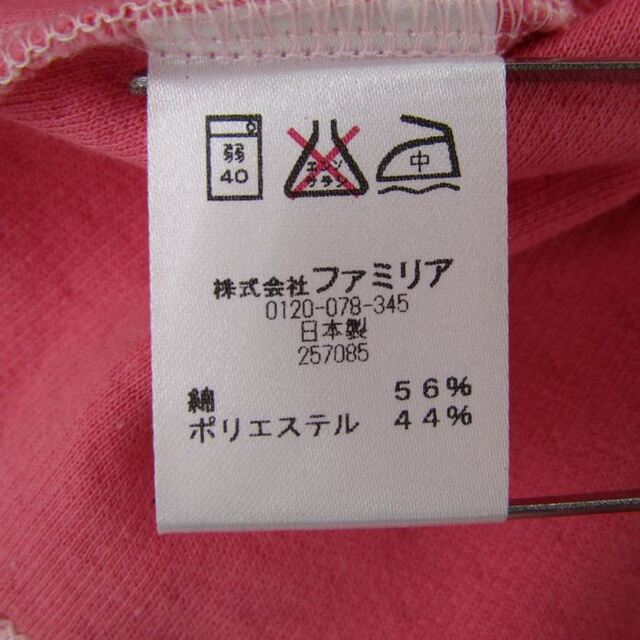 弱
40
エンソ
サラシ
中
株式会社ファミリア
0120-078-345
日本製
257085
綿 56%
ポリエステル 44%